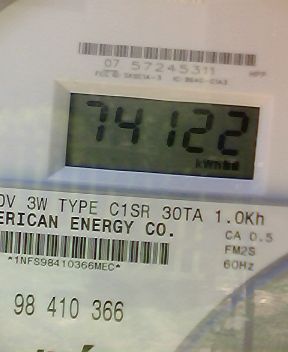 07 57245311
74122
kWh
0V 3W TYPE C1SR 30TA 1.0Kh
ERICAN ENERGY CO.
CA 0.5
FM2S
60Hz
*1NFS98410366MEC*
98 410 366